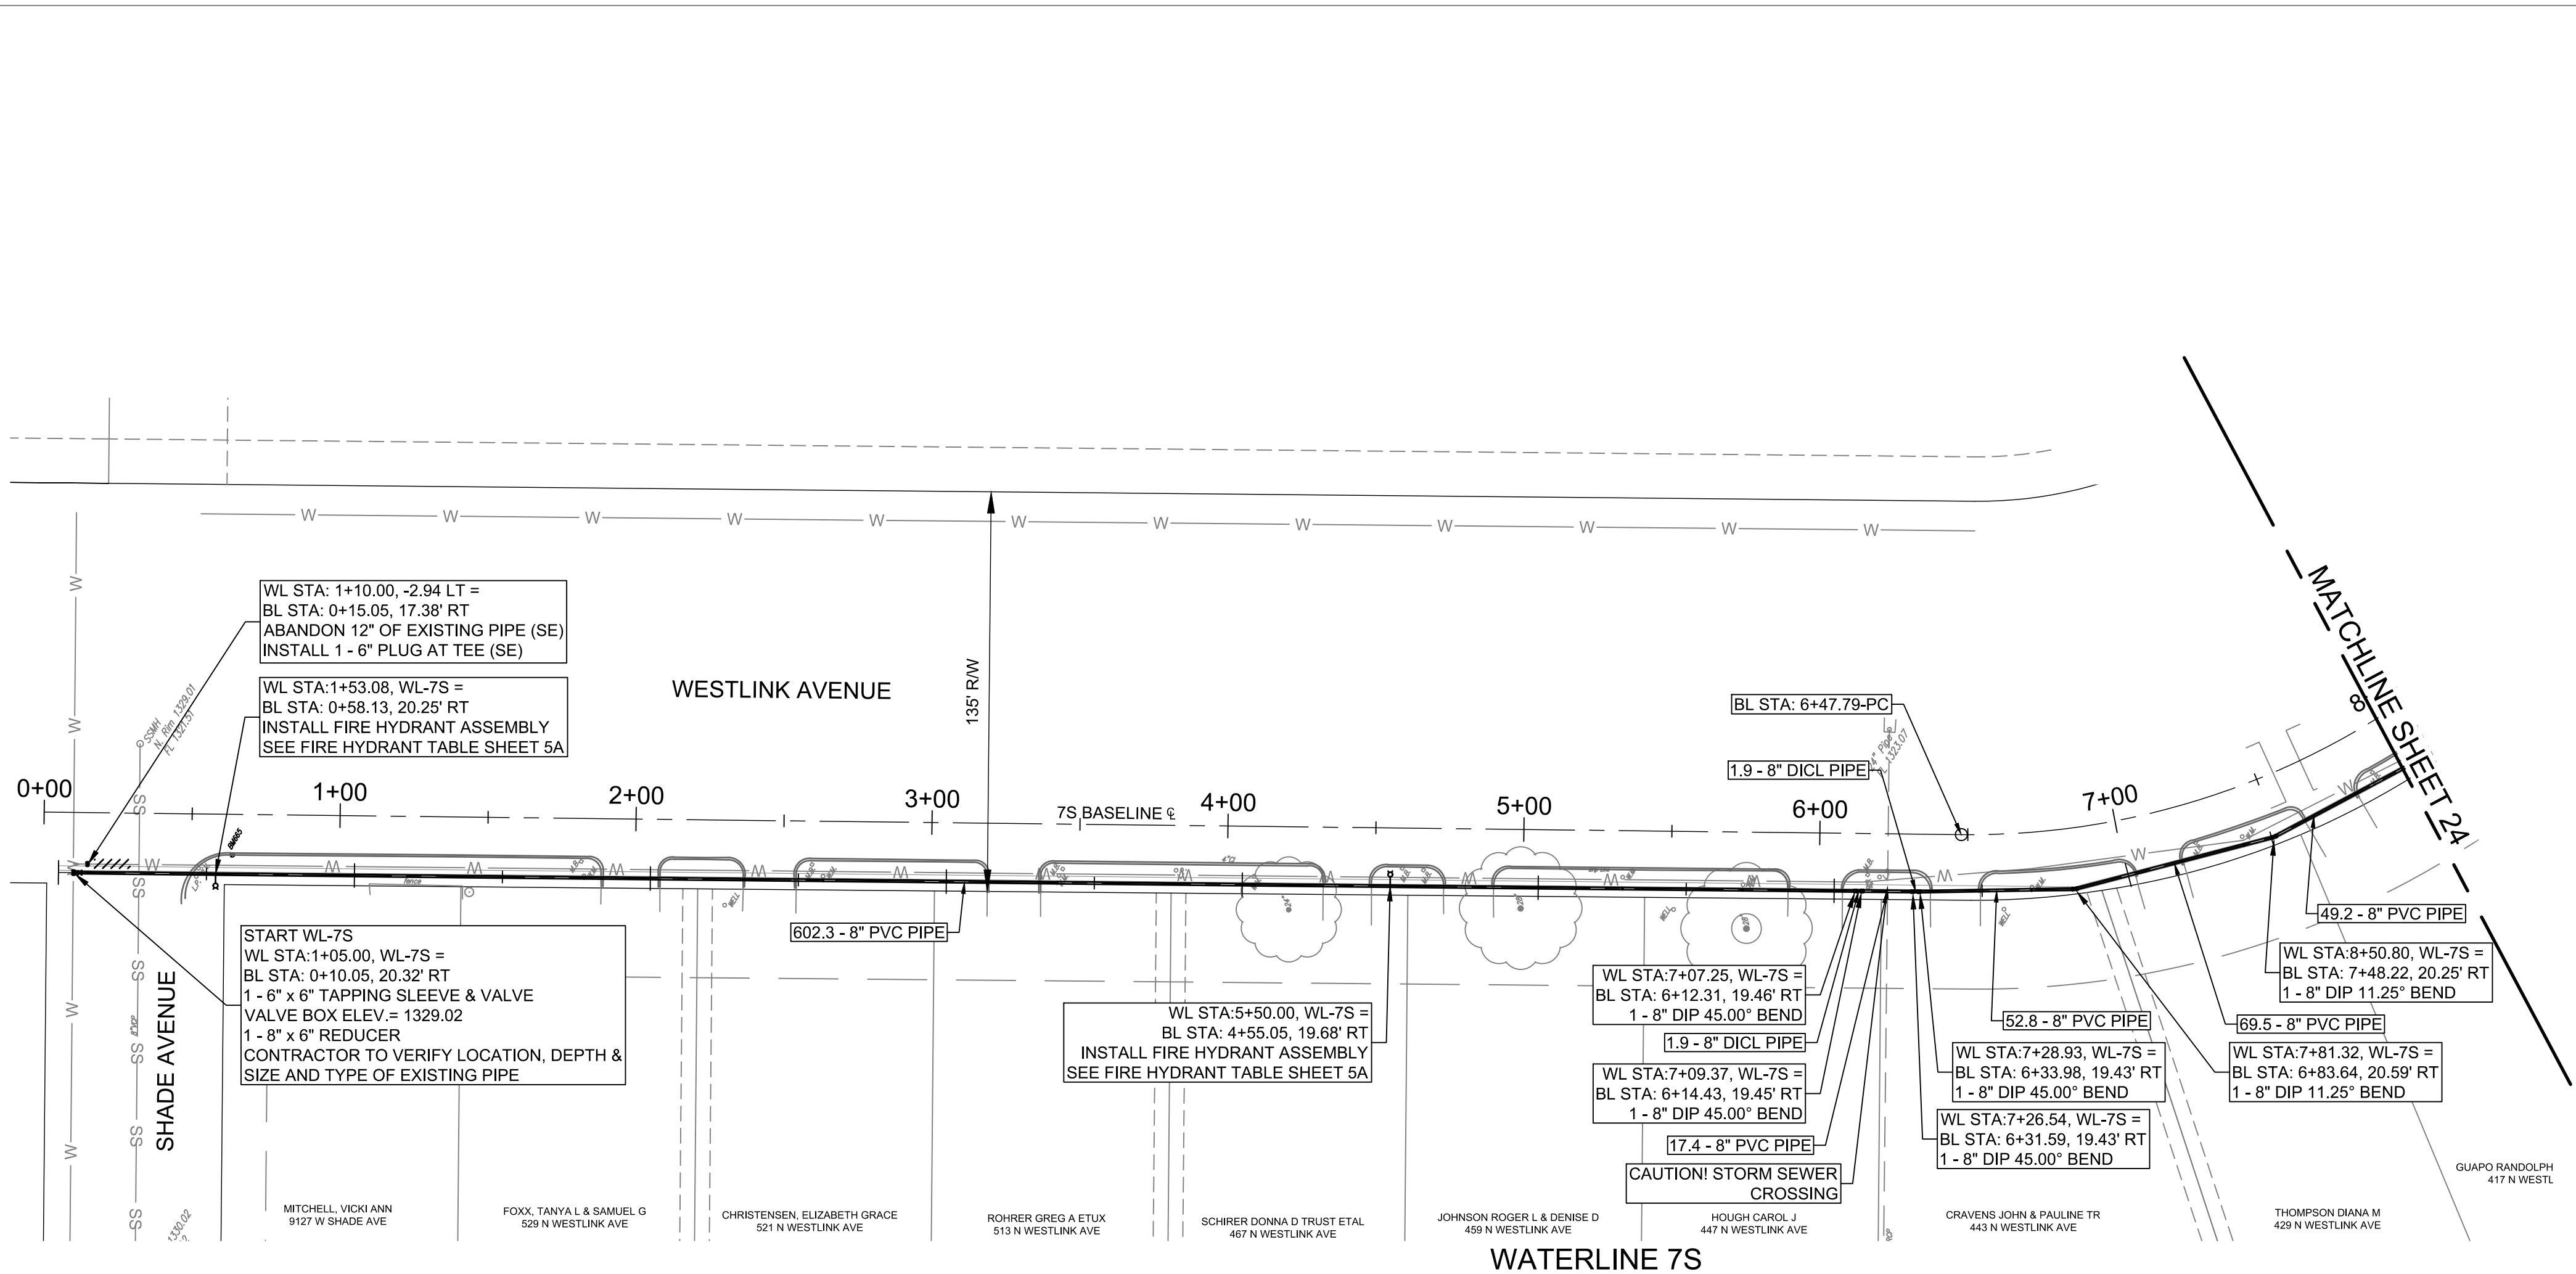 WL STA: 1+10.00, -2.94 LT =
BL STA: 0+15.05, 17.38' RT
ABANDON 12" OF EXISTING PIPE (SE)
INSTALL 1 - 6" PLUG AT TEE (SE)
WL STA:1+53.08, WL-7S =
BL STA: 0+58.13, 20.25' RT
INSTALL FIRE HYDRANT ASSEMBLY
SEE FIRE HYDRANT TABLE SHEET 5A
SSMH
N. Rim 1329.01
FL 1321.51
WESTLINK AVENUE
135' R/W
BL STA: 6+47.79-PC
1.9 - 8" DICL PIPE
MATCHLINE SHEET 24
0+00
1+00
2+00
3+00
4+00
5+00
6+00
7+00
8
7S BASELINE ℄
BM665
fence
WELL
24"
28"
28"
WELL
WELL
START WL-7S
WL STA:1+05.00, WL-7S =
BL STA: 0+10.05, 20.32' RT
1 - 6" x 6" TAPPING SLEEVE & VALVE
VALVE BOX ELEV.= 1329.02
1 - 8" x 6" REDUCER
CONTRACTOR TO VERIFY LOCATION, DEPTH &
SIZE AND TYPE OF EXISTING PIPE
SHADE AVENUE
602.3 - 8" PVC PIPE
WL STA:5+50.00, WL-7S =
BL STA: 4+55.05, 19.68' RT
INSTALL FIRE HYDRANT ASSEMBLY
SEE FIRE HYDRANT TABLE SHEET 5A
WL STA:7+07.25, WL-7S =
BL STA: 6+12.31, 19.46' RT
1 - 8" DIP 45.00° BEND
1.9 - 8" DICL PIPE
WL STA:7+09.37, WL-7S =
BL STA: 6+14.43, 19.45' RT
1 - 8" DIP 45.00° BEND
17.4 - 8" PVC PIPE
CAUTION! STORM SEWER
CROSSING
52.8 - 8" PVC PIPE
WL STA:7+28.93, WL-7S =
BL STA: 6+33.98, 19.43' RT
1 - 8" DIP 45.00° BEND
WL STA:7+26.54, WL-7S =
BL STA: 6+31.59, 19.43' RT
1 - 8" DIP 45.00° BEND
49.2 - 8" PVC PIPE
WL STA:8+50.80, WL-7S =
BL STA: 7+48.22, 20.25' RT
1 - 8" DIP 11.25° BEND
69.5 - 8" PVC PIPE
WL STA:7+81.32, WL-7S =
BL STA: 6+83.64, 20.59' RT
1 - 8" DIP 11.25° BEND
MITCHELL, VICKI ANN
9127 W SHADE AVE
FOXX, TANYA L & SAMUEL G
529 N WESTLINK AVE
CHRISTENSEN, ELIZABETH GRACE
521 N WESTLINK AVE
ROHRER GREG A ETUX
513 N WESTLINK AVE
SCHIRER DONNA D TRUST ETAL
467 N WESTLINK AVE
JOHNSON ROGER L & DENISE D
459 N WESTLINK AVE
HOUGH CAROL J
447 N WESTLINK AVE
CRAVENS JOHN & PAULINE TR
443 N WESTLINK AVE
THOMPSON DIANA M
429 N WESTLINK AVE
GUAPO RANDOLPH
417 N WESTL
WATERLINE 7S